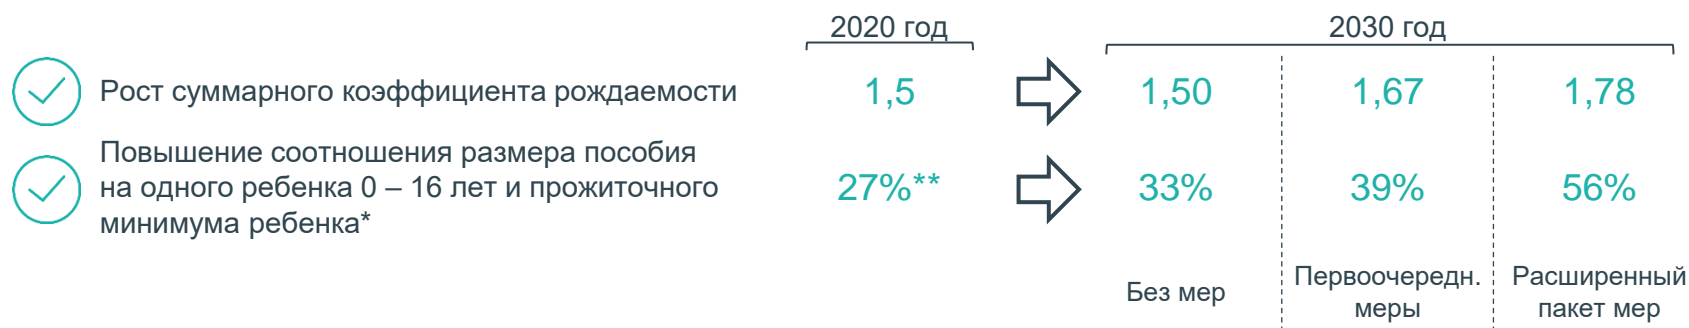 2020 год
2030 год
Рост суммарного коэффициента рождаемости
1,5
1,50
1,67
1,78
Повышение соотношения размера пособия
на одного ребенка 0 – 16 лет и прожиточного
минимума ребенка*
27%**
33%
39%
56%
Без мер
Первоочередн.
меры
Расширенный
пакет мер